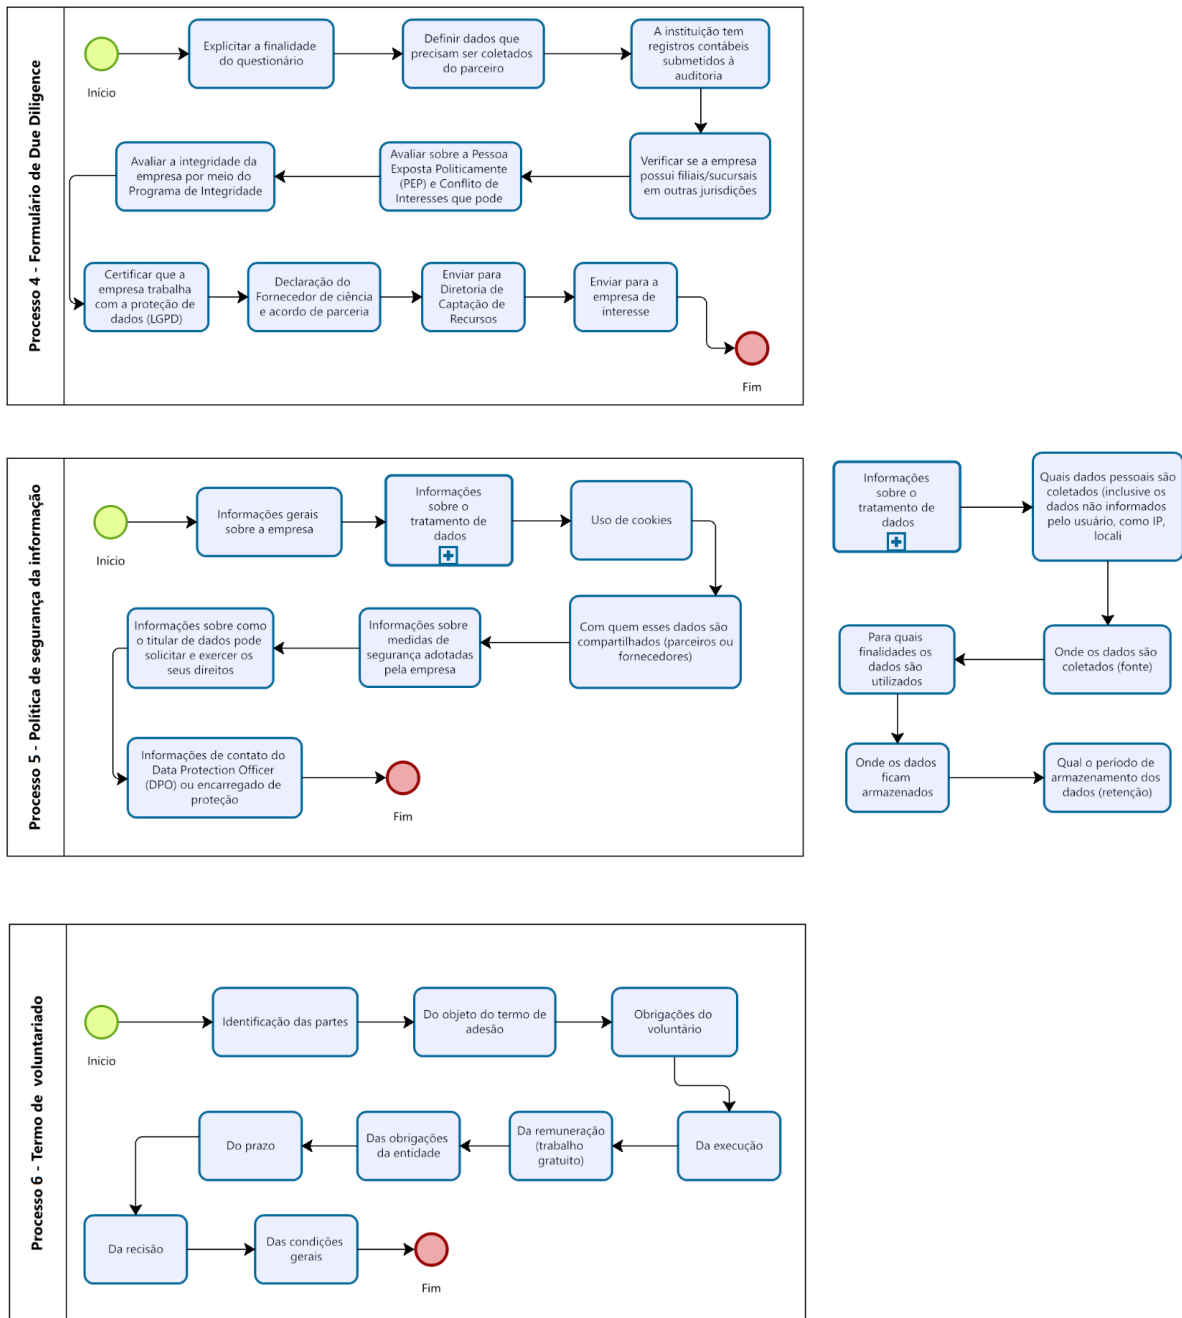 Processo 4 - Formulário de Due Diligence
Início
Explicitar a finalidade
do questionário
Definir dados que
precisam ser coletados
do parceiro
A instituição tem
registros contábeis
submetidos à
auditoria
Verificar se a empresa
possui filiais/sucursais
em outras jurisdições
Avaliar sobre a Pessoa
Exposta Politicamente
(PEP) e Conflito de
Interesses que pode
Avaliar a integridade da
empresa por meio do
Programa de Integridade
Certificar que a
empresa trabalha
com a proteção de
dados (LGPD)
Declaração do
Fornecedor de ciência
e acordo de parceria
Enviar para
Diretoria de
Captação de
Recursos
Enviar para a
empresa de
interesse
Fim
Processo 5 - Política de segurança da informação
Início
Informações gerais
sobre a empresa
Informações
sobre o
tratamento de
dados
Uso de cookies
Com quem esses dados são
compartilhados (parceiros ou
fornecedores)
Informações sobre
medidas de
segurança adotadas
pela empresa
Informações sobre como
o titular de dados pode
solicitar e exercer os
seus direitos
Informações de contato do
Data Protection Officer
(DPO) ou encarregado de
proteção
Fim
Informações
sobre o
tratamento de
dados
Quais dados pessoais são
coletados (inclusive os
dados não informados
pelo usuário, como IP,
locali
Onde os dados são
coletados (fonte)
Para quais
finalidades os
dados são
utilizados
Onde os dados
ficam
armazenados
Qual o período de
armazenamento dos
dados (retenção)
Processo 6 - Termo de voluntariado
Inicio
Identificação das partes
Do objeto do termo de
adesão
Obrigações do
voluntário
Da execução
Da remuneração
(trabalho
gratuito)
Das obrigações
da entidade
Do prazo
Da recisão
Das condições
gerais
Fim